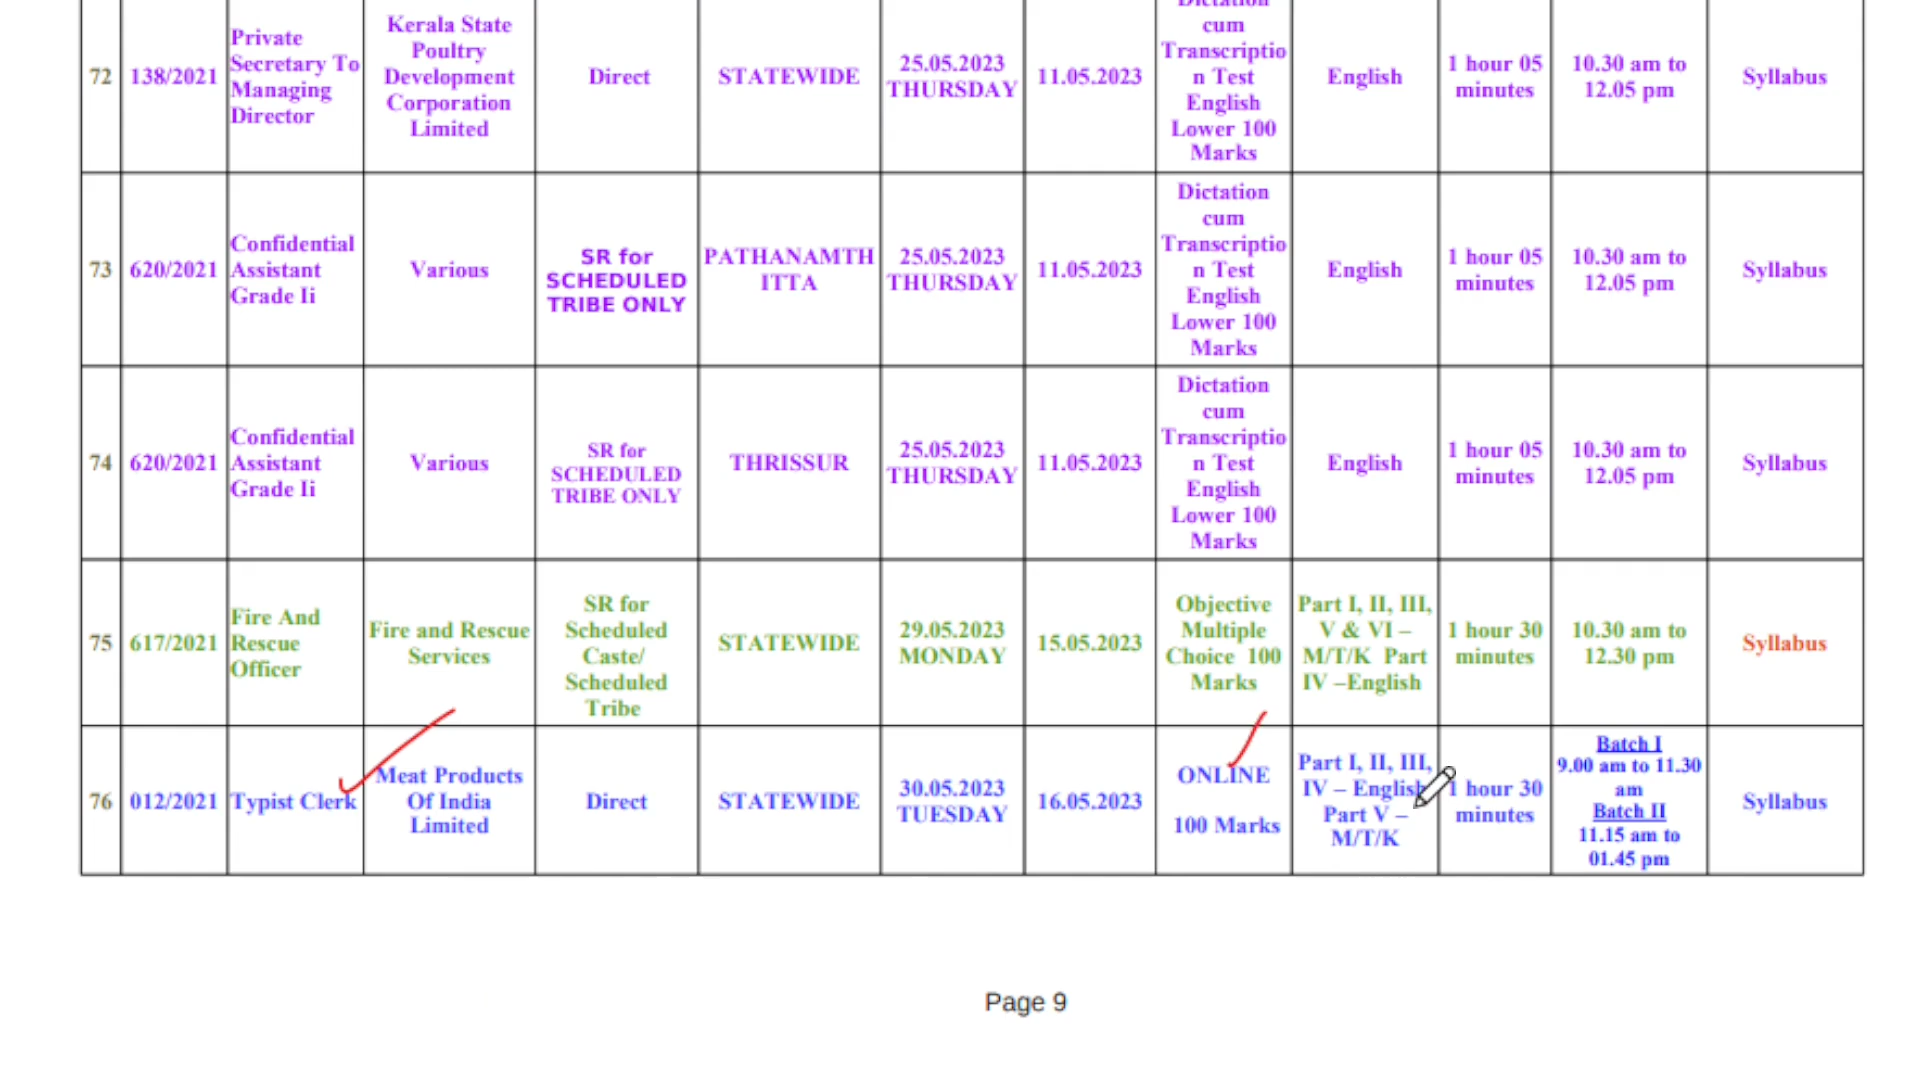 72
138/2021
Private
Secretary To
Managing
Director
Kerala State
Poultry
Development
Corporation
Limited
Direct
STATEWIDE
25.05.2023
THURSDAY
11.05.2023
Dictation
cum
Transcriptio
n Test
English
Lower 100
Marks
English
1 hour 05
minutes
10.30 am to
12.05 pm
Syllabus
73
620/2021
Confidential
Assistant
Grade Ii
Various
SR for
SCHEDULED
TRIBE ONLY
PATHANAMTH
ITTA
25.05.2023
THURSDAY
11.05.2023
Dictation
cum
Transcriptio
n Test
English
Lower 100
Marks
English
1 hour 05
minutes
10.30 am to
12.05 pm
Syllabus
74
620/2021
Confidential
Assistant
Grade Ii
Various
SR for
SCHEDULED
TRIBE ONLY
THRISSUR
25.05.2023
THURSDAY
11.05.2023
Dictation
cum
Transcriptio
n Test
English
Lower 100
Marks
English
1 hour 05
minutes
10.30 am to
12.05 pm
Syllabus
75
617/2021
Fire And
Rescue
Officer
Fire and Rescue
Services
SR for
Scheduled
Caste/
Scheduled
Tribe
STATEWIDE
29.05.2023
MONDAY
15.05.2023
Objective
Multiple
Choice 100
Marks
Part I, II, III,
V & VI –
M/T/K Part
IV –English
1 hour 30
minutes
10.30 am to
12.30 pm
Syllabus
76
012/2021
Typist Clerk
Meat Products
Of India
Limited
Direct
STATEWIDE
30.05.2023
TUESDAY
16.05.2023
ONLINE
100 Marks
Part I, II, III,
IV – English
Part V –
M/T/K
1 hour 30
minutes
Batch I
9.00 am to 11.30
am
Batch II
11.15 am to
01.45 pm
Syllabus
Page 9